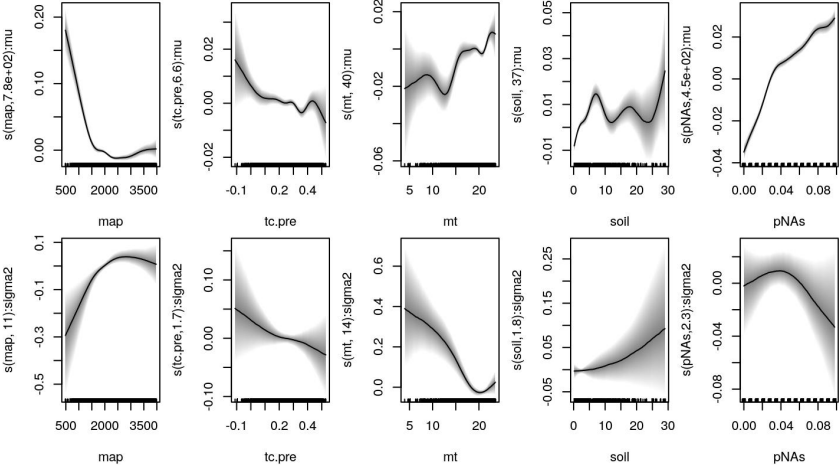 s(map,7.8e+02):mu
0.00 0.10 0.20
500 2000 3500
map
s(tc.pre,6.6):mu
-0.02 0.00 0.02
-0.1 0.2 0.4
tc.pre
s(mt, 40):mu
-0.06 -0.02 0.02
5 10 20
mt
s(soil, 37):mu
-0.01 0.01 0.03 0.05
0 5 10 20 30
soil
s(pNAs,4.5e+02):mu
-0.04 -0.02 0.00 0.02
0.00 0.04 0.08
pNAs
s(map, 11):sigma2
-0.5 -0.3 -0.1 0.1
500 2000 3500
map
s(tc.pre,1.7):sigma2
-0.10 0.00 0.10
-0.1 0.2 0.4
tc.pre
s(mt, 14):sigma2
0.0 0.2 0.4 0.6
5 10 20
mt
s(soil,1.8):sigma2
-0.05 0.05 0.15 0.25
0 5 10 20 30
soil
s(pNAs,2.3):sigma2
-0.08 -0.04 0.00
0.00 0.04 0.08
pNAs